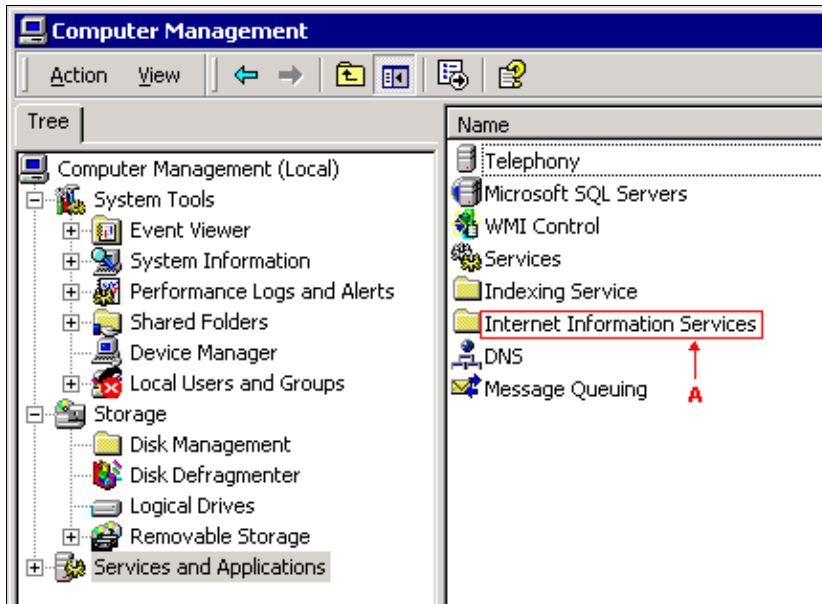 Computer Management
Action View
Tree
Computer Management (Local)
System Tools
Event Viewer
System Information
Performance Logs and Alerts
Shared Folders
Device Manager
Local Users and Groups
Storage
Disk Management
Disk Defragmenter
Logical Drives
Removable Storage
Services and Applications
Name
Telephony
Microsoft SQL Servers
WMI Control
Services
Indexing Service
Internet Information Services
DNS
Message Queuing
A